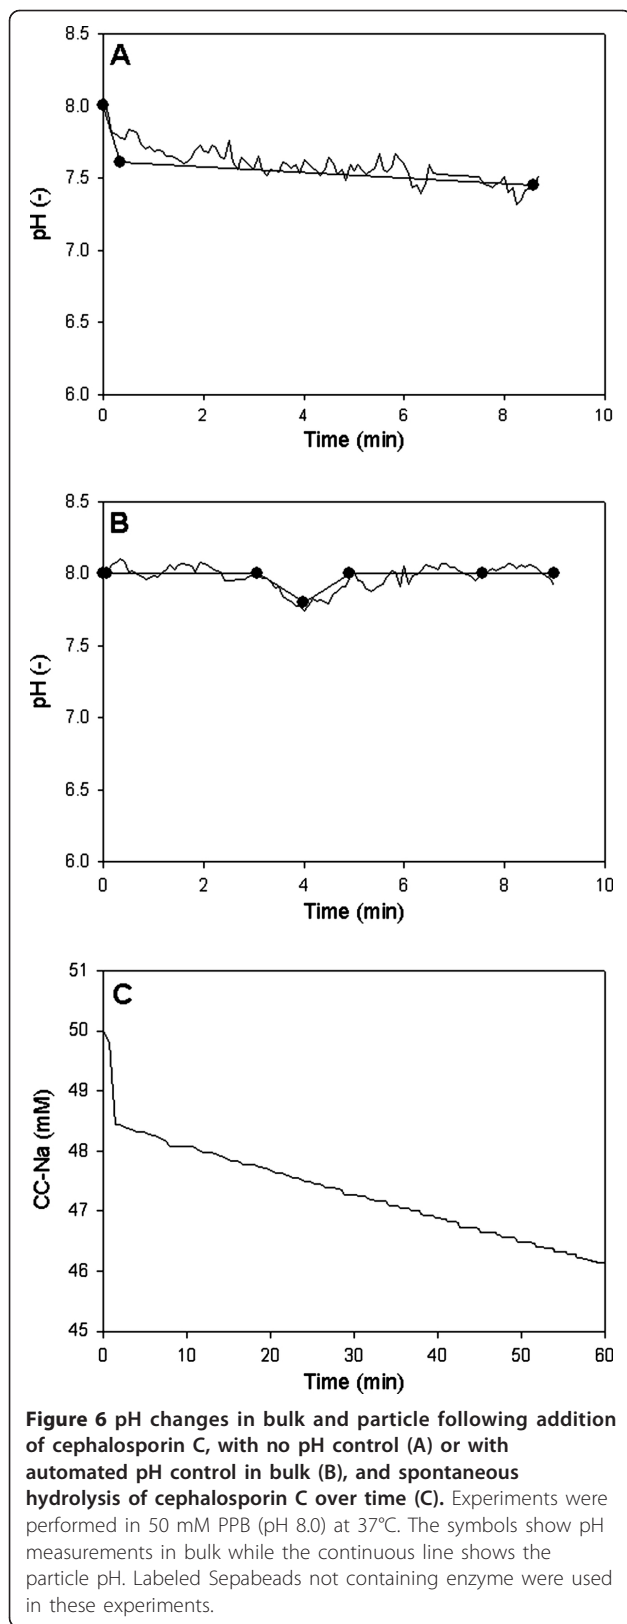 A
8.5
8.0
7.5
7.0
6.5
6.0
pH (-)
0 2 4 6 8 10
Time (min)
B
8.5
8.0
7.5
7.0
6.5
6.0
pH (-)
0 2 4 6 8 10
Time (min)
C
51
50
49
48
47
46
45
CC-Na (mM)
0 10 20 30 40 50 60
Time (min)
Figure 6 pH changes in bulk and particle following addition
of cephalosporin C, with no pH control (A) or with
automated pH control in bulk (B), and spontaneous
hydrolysis of cephalosporin C over time (C). Experiments were
performed in 50 mM PPB (pH 8.0) at 37°C. The symbols show pH
measurements in bulk while the continuous line shows the
particle pH. Labeled Sepabeads not containing enzyme were used
in these experiments.